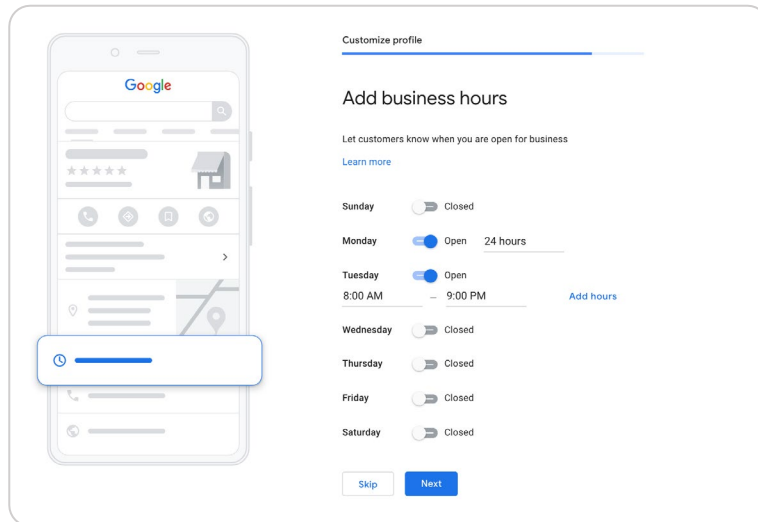 Google
Customize profile
Add business hours
Let customers know when you are open for business
Learn more
Sunday Closed
Monday Open 24 hours
Tuesday Open
8:00 AM – 9:00 PM Add hours
Wednesday Closed
Thursday Closed
Friday Closed
Saturday Closed
Skip Next